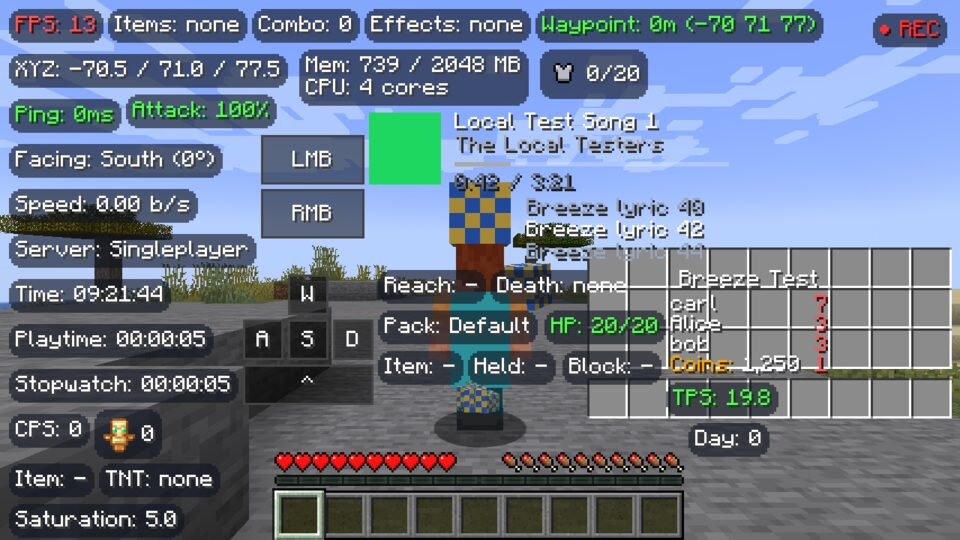 FPS: 13
Items: none
Combo: 0
Effects: none
Waypoint: 0m (-70 71 77)
REC
XYZ: -70.5 / 71.0 / 77.5
Mem: 739 / 2048 MB
CPU: 4 cores
0/20
Ping: 0ms
Attack: 100%
Local Test Song 1
The Local Testers
0:42 / 3:21
Facing: South (0º)
LMB
RMB
Speed: 0.00 b/s
Breeze lyric 40
Breeze lyric 42
Breeze lyric 44
Server: Singleplayer
Time: 09:21:44
W
A
S
D
^
Reach: -
Death: none
Breeze Test
carl 7
Alice 3
bob 3
Coins: 1,250 1
Pack: Default
HP: 20/20
Playtime: 00:00:05
Item: -
Held: -
Block: -
Stopwatch: 00:00:05
TPS: 19.8
CPS: 0
0
Day: 0
Item: -
TNT: none
Saturation: 5.0